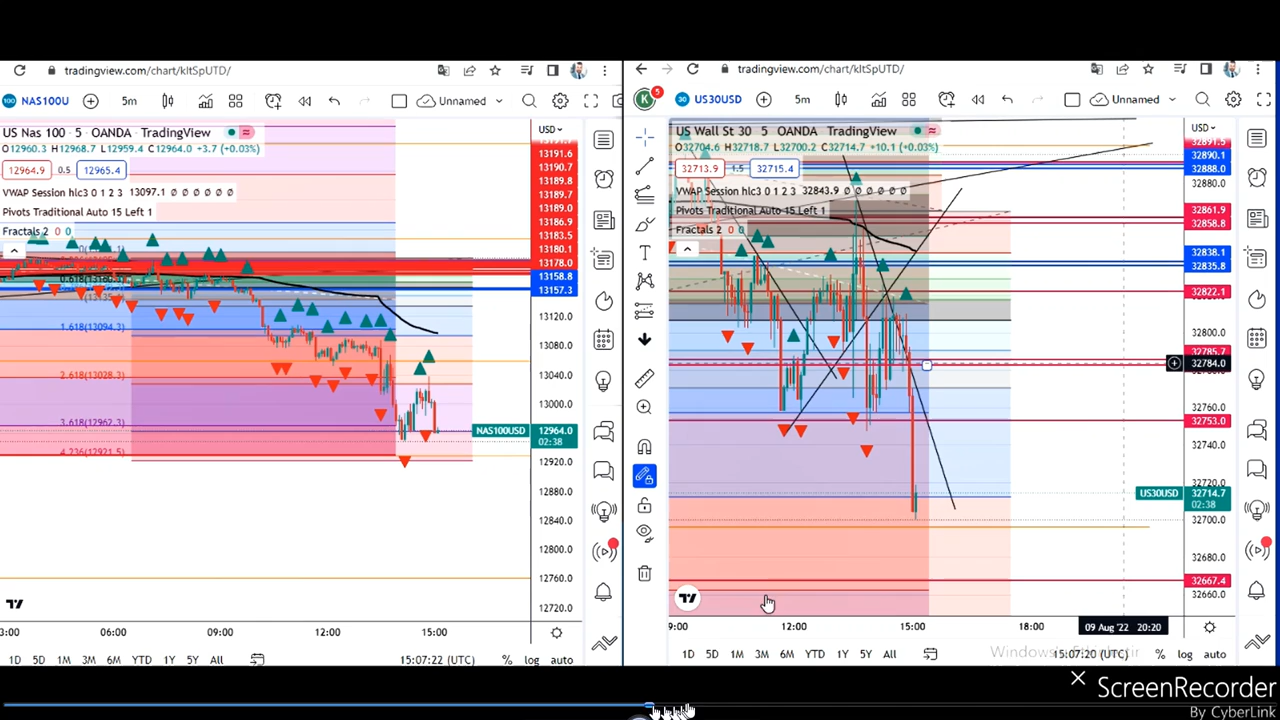 tradingview.com/chart/kItSpUTD/
NAS100U
5m
Unnamed
US Nas 100 · 5 · OANDA · TradingView
O12960.3 H12968.7 L12959.4 C12964.0 +3.7 (+0.03%)
12964.9 12965.4
VWAP Session hlc3 0 1 2 3 13097.1 ∅ ∅ ∅ ∅ ∅ ∅
Pivots Traditional Auto 15 Left 1
Fractals 2 0 0
1.618(13094.3)
2.618(13028.3)
3.618(12962.3)
4.236(12921.5)
USD
13191.6
13190.7
13189.8
13189.7
13189.0
13186.9
13183.5
13180.1
13178.0
13158.8
13157.3
13120.0
13080.0
13040.0
13000.0
NAS100USD 12964.0
02:38
12920.0
12880.0
12840.0
12800.0
12760.0
12720.0
3:00 06:00 09:00 12:00 15:00
1D 5D 1M 3M 6M YTD 1Y 5Y All
15:07:22 (UTC) % log auto
tradingview.com/chart/kItSpUTD/
K 5
30 US30USD
5m
Unnamed
US Wall St 30 5 OANDA TradingView
O32704.6 H32718.7 L32700.2 C32714.7 +10.1 (+0.03%)
32713.9 1.5 32715.4
VWAP Session hlc3 0 1 2 3 32843.9 ∅ ∅ ∅ ∅ ∅ ∅
Pivots Traditional Auto 15 Left 1
Fractals 2 0 0
USD
32891.5
32890.1
32888.0
32880.0
32861.9
32858.8
32838.1
32835.8
32822.1
32800.0
32785.7
32784.0
32760.0
32753.0
32740.0
32720.0
US30USD 32714.7
02:38
32700.0
32680.0
32667.4
32660.0
9:00 12:00 15:00 18:00 09 Aug '22 20:20
1D 5D 1M 3M 6M YTD 1Y 5Y All
15:07:20 (UTC) % log auto
ScreenRecorder
By CyberLink